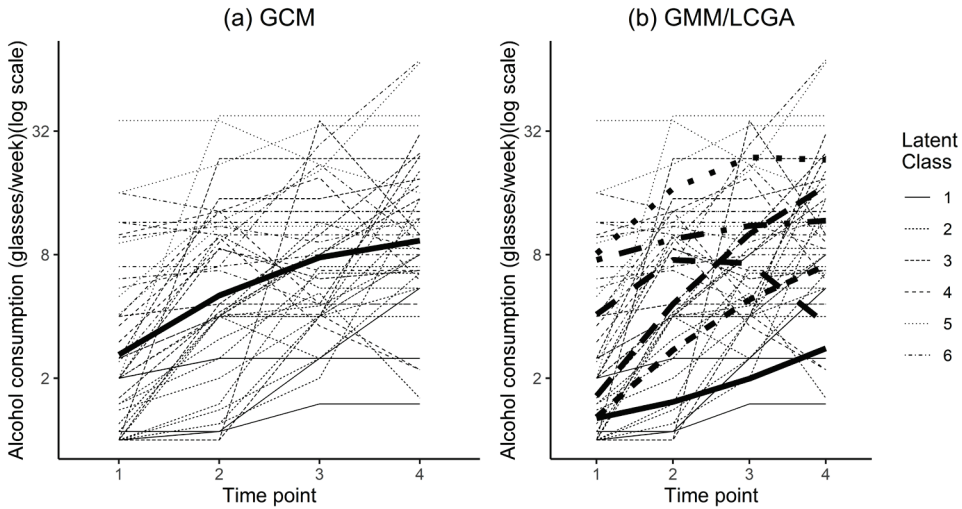 (a) GCM
Alcohol consumption (glasses/week)(log scale)
32
8
2
1 2 3 4
Time point
(b) GMM/LCGA
Alcohol consumption (glasses/week)(log scale)
32
8
2
1 2 3 4
Time point
Latent
Class
1
2
3
4
5
6